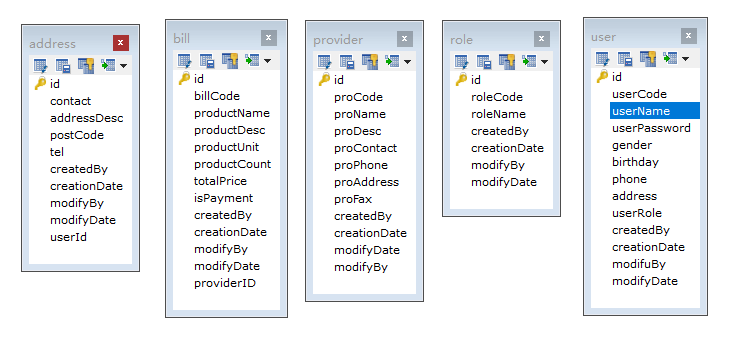 address
id
contact
addressDesc
postCode
tel
createdBy
creationDate
modifyBy
modifyDate
userId
bill
id
billCode
productName
productDesc
productUnit
productCount
totalPrice
isPayment
createdBy
creationDate
modifyBy
modifyDate
providerID
provider
id
proCode
proName
proDesc
proContact
proPhone
proAddress
proFax
createdBy
creationDate
modifyDate
modifyBy
role
id
roleCode
roleName
createdBy
creationDate
modifyBy
modifyDate
user
id
userCode
userName
userPassword
gender
birthday
phone
address
userRole
createdBy
creationDate
modifuBy
modifyDate